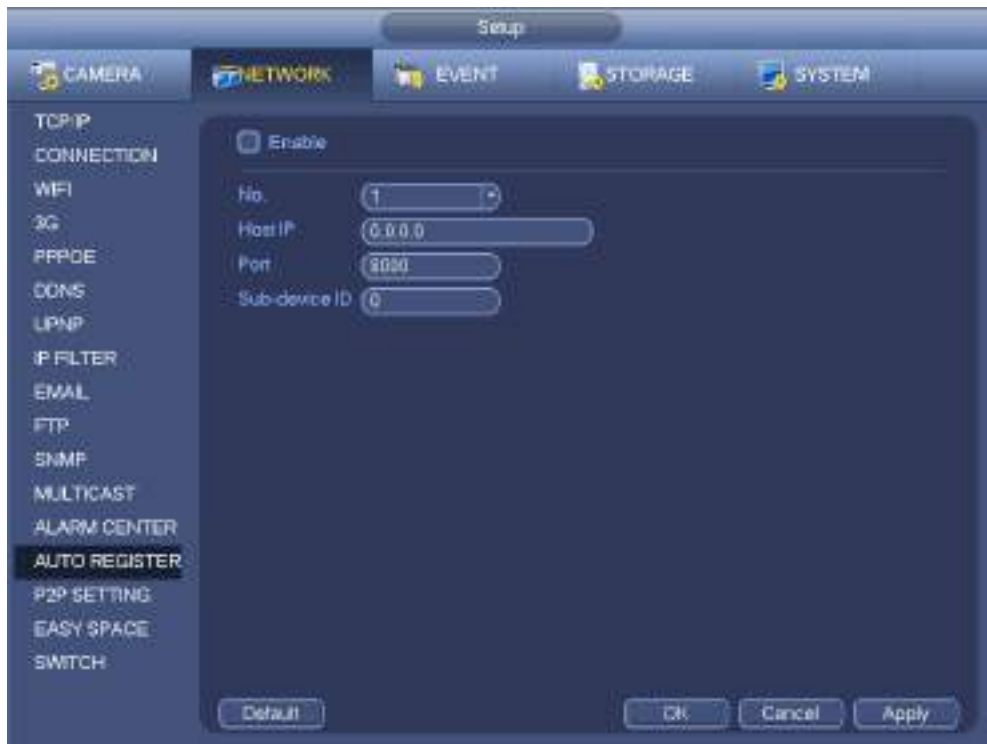 Setup
CAMERA NETWORK EVENT STORAGE SYSTEM
TCP/IP
CONNECTION
WIFI
3G
PPPOE
DDNS
UPNP
IP FILTER
EMAIL
FTP
SNMP
MULTICAST
ALARM CENTER
AUTO REGISTER
P2P SETTING
EASY SPACE
SWITCH
Enable
No. 1
Host IP 0.0.0.0
Port 8000
Sub-device ID 0
Default OK Cancel Apply